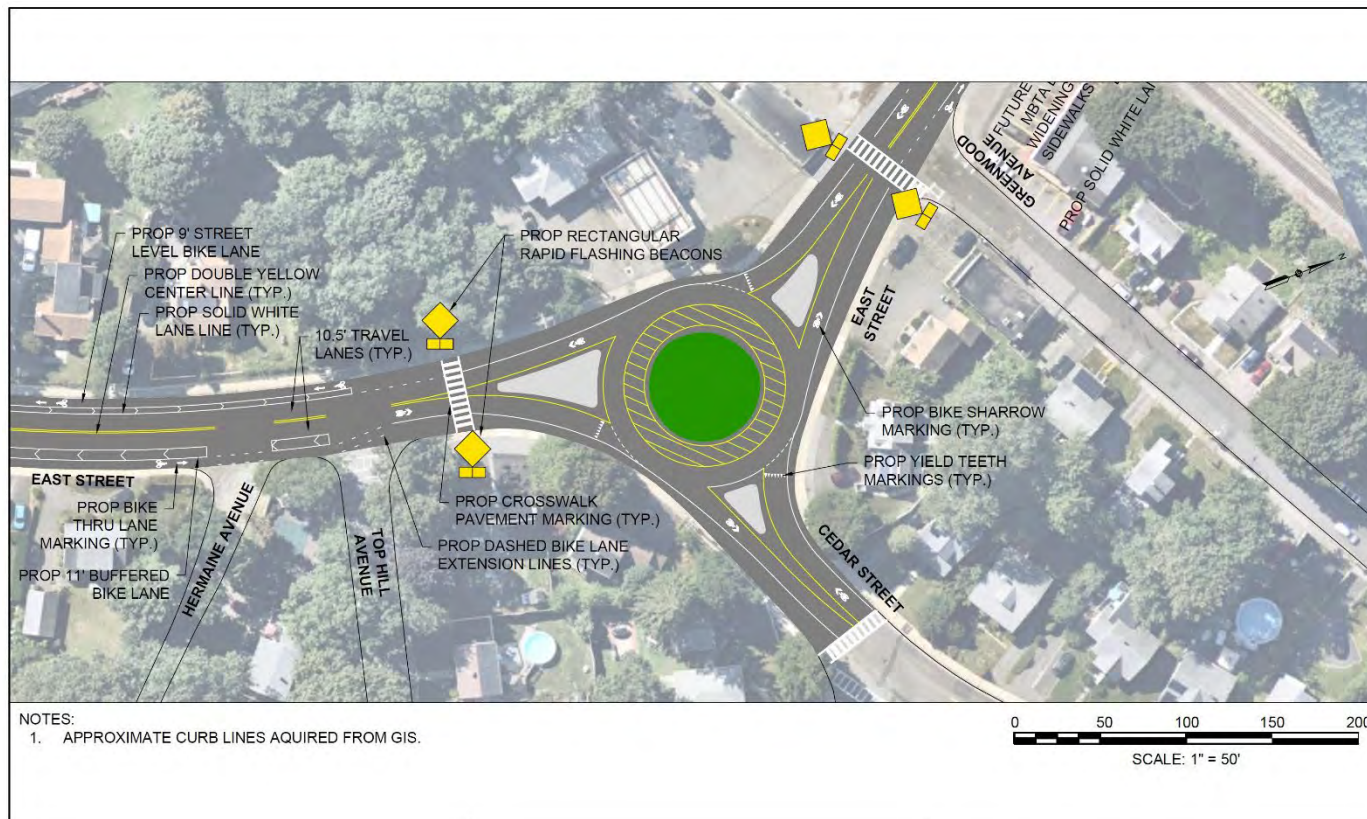 GREENWOOD
AVENUE
FUTURE
MBTA
WIDENING
SIDEWALKS
PROP SOLID WHITE
PROP 9' STREET
LEVEL BIKE LANE
PROP DOUBLE YELLOW
CENTER LINE (TYP.)
PROP SOLID WHITE
LANE LINE (TYP.)
10.5' TRAVEL
LANES (TYP.)
PROP RECTANGULAR
RAPID FLASHING BEACONS
N
EAST
STREET
PROP BIKE SHARROW
MARKING (TYP.)
PROP YIELD TEETH
MARKINGS (TYP.)
EAST STREET
PROP BIKE
THRU LANE
MARKING (TYP.)
PROP 11' BUFFERED
BIKE LANE
HERMAINE AVENUE
TOP HILL
AVENUE
PROP CROSSWALK
PAVEMENT MARKING (TYP.)
PROP DASHED BIKE LANE
EXTENSION LINES (TYP.)
CEDAR STREET
NOTES:
1. APPROXIMATE CURB LINES AQUIRED FROM GIS.
0 50 100 150 200
SCALE: 1" = 50'